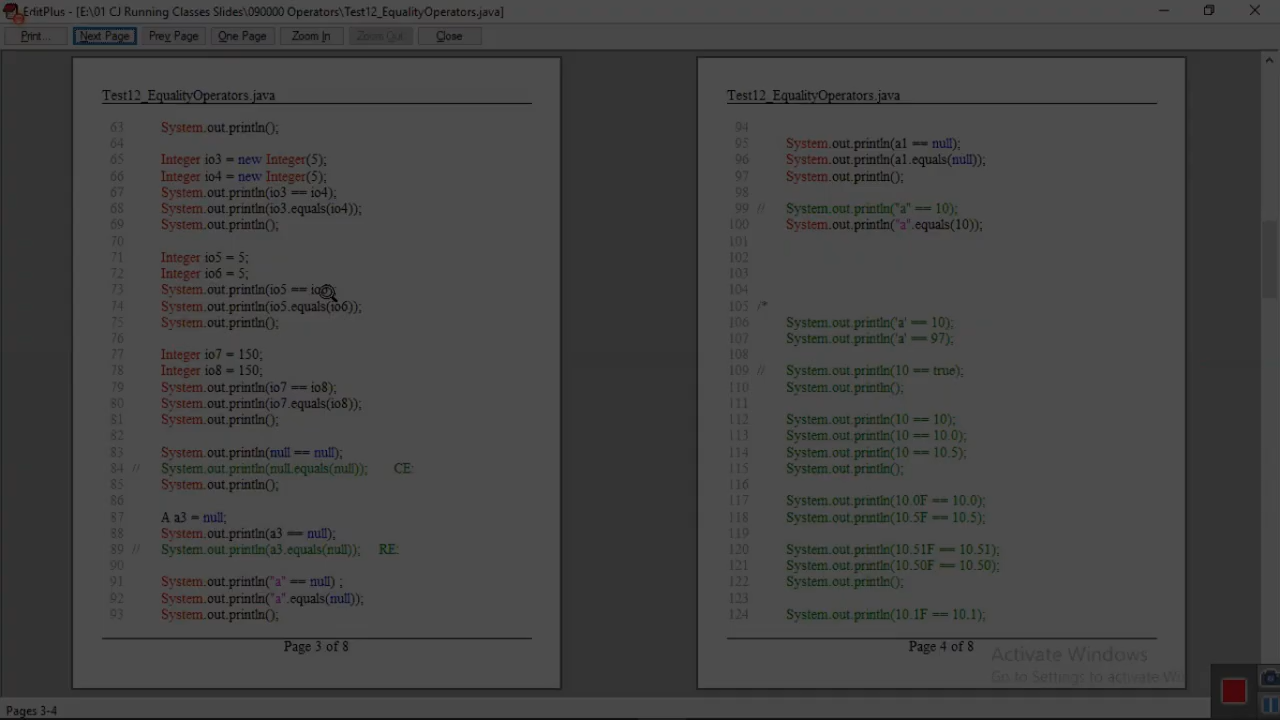 EditPlus - [E:\01 CJ Running Classes Slides\090000 Operators\Test12_EqualityOperators.java]
Print... Next Page Prev Page One Page Zoom In Zoom Out Close
Test12_EqualityOperators.java
63 System.out.println();
64
65 Integer io3 = new Integer(5);
66 Integer io4 = new Integer(5);
67 System.out.println(io3 == io4);
68 System.out.println(io3.equals(io4));
69 System.out.println();
70
71 Integer io5 = 5;
72 Integer io6 = 5;
73 System.out.println(io5 ==
74 System.out.println(io5.equals(io6));
75 System.out.println();
76
77 Integer io7 = 150;
78 Integer io8 = 150;
79 System.out.println(io7 == io8);
80 System.out.println(io7.equals(io8));
81 System.out.println();
82
83 System.out.println(null == null);
84 // System.out.println(null.equals(null)); CE:
85 System.out.println();
86
87 A a3 = null;
88 System.out.println(a3 == null);
89 // System.out.println(a3.equals(null)); RE:
90
91 System.out.println("a" == null) ;
92 System.out.println("a".equals(null));
93 System.out.println();
Page 3 of 8
Test12_EqualityOperators.java
94
95 System.out.println(a1 == null);
96 System.out.println(a1.equals(null));
97 System.out.println();
98
99 // System.out.println("a" == 10);
100 System.out.println("a".equals(10));
101
102
103
104
105 /*
106 System.out.println('a' == 10);
107 System.out.println('a' == 97);
108
109 // System.out.println(10 == true);
110 System.out.println();
111
112 System.out.println(10 == 10);
113 System.out.println(10 == 10.0);
114 System.out.println(10 == 10.5);
115 System.out.println();
116
117 System.out.println(10.0F == 10.0);
118 System.out.println(10.5F == 10.5);
119
120 System.out.println(10.51F == 10.51);
121 System.out.println(10.50F == 10.50);
122 System.out.println();
123
124 System.out.println(10.1F == 10.1);
Page 4 of 8
Activate Windows
Go to Settings to activate
Pages 3-4